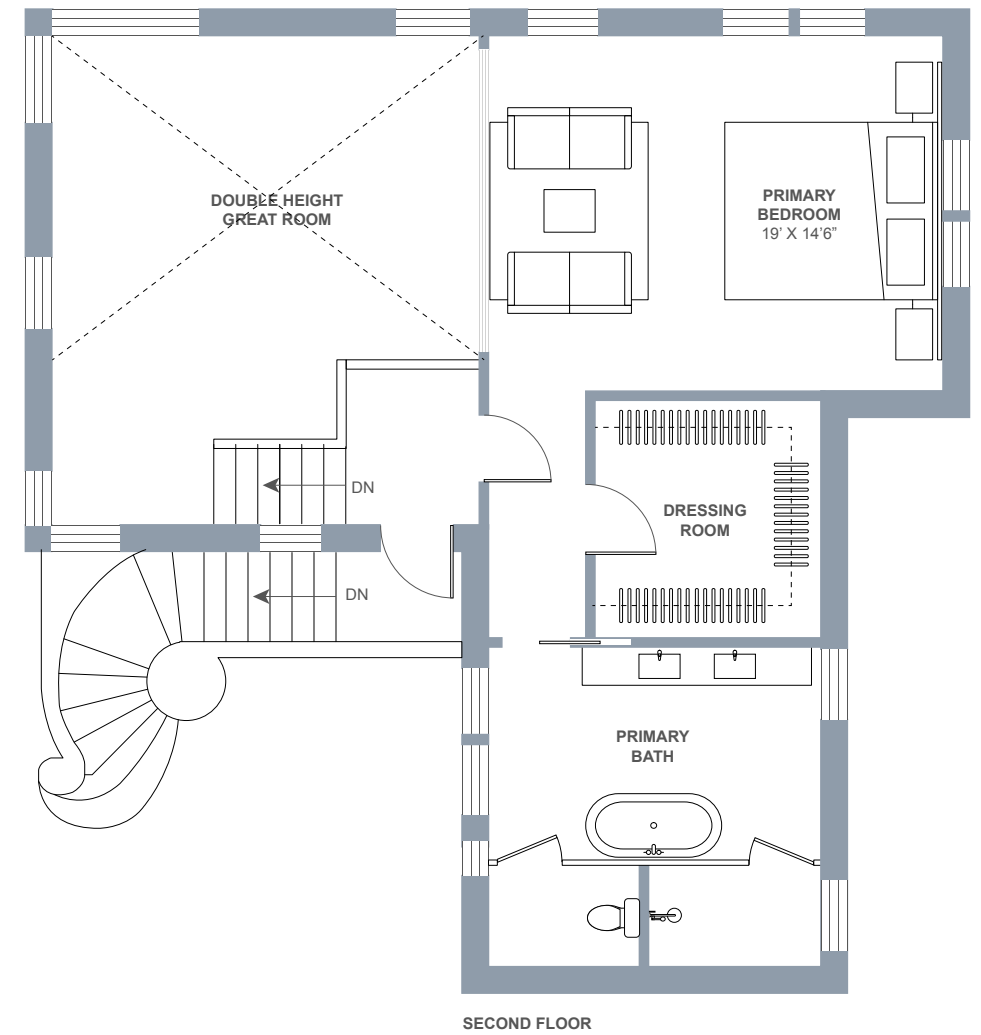 DOUBLE HEIGHT
GREAT ROOM
PRIMARY
BEDROOM
19’ X 14’6”
DN
DRESSING
ROOM
DN
PRIMARY
BATH
SECOND FLOOR